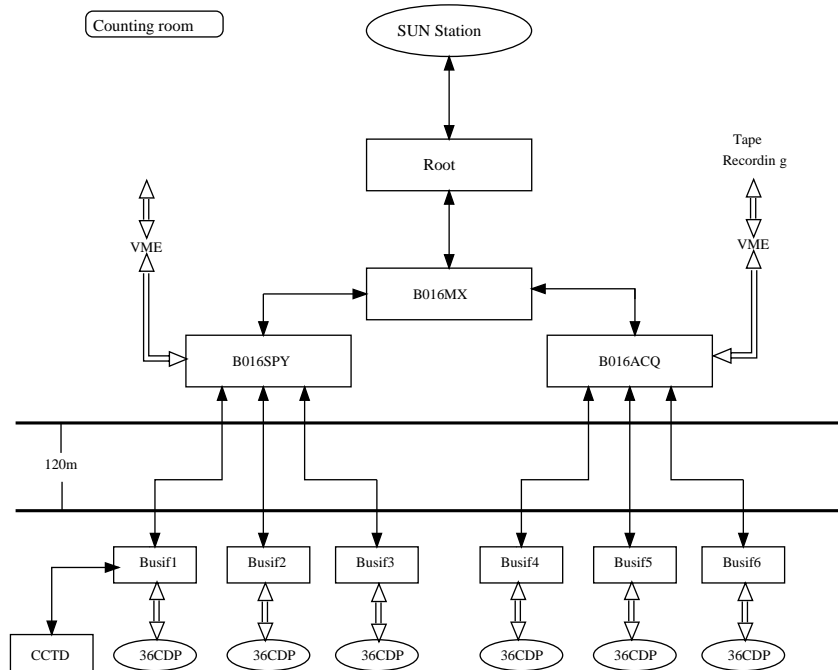 Counting room
SUN Station
Root
Tape
Recordin g
VME
VME
B016MX
B016SPY
B016ACQ
120m
Busif1
Busif2
Busif3
Busif4
Busif5
Busif6
CCTD
36CDP
36CDP
36CDP
36CDP
36CDP
36CDP